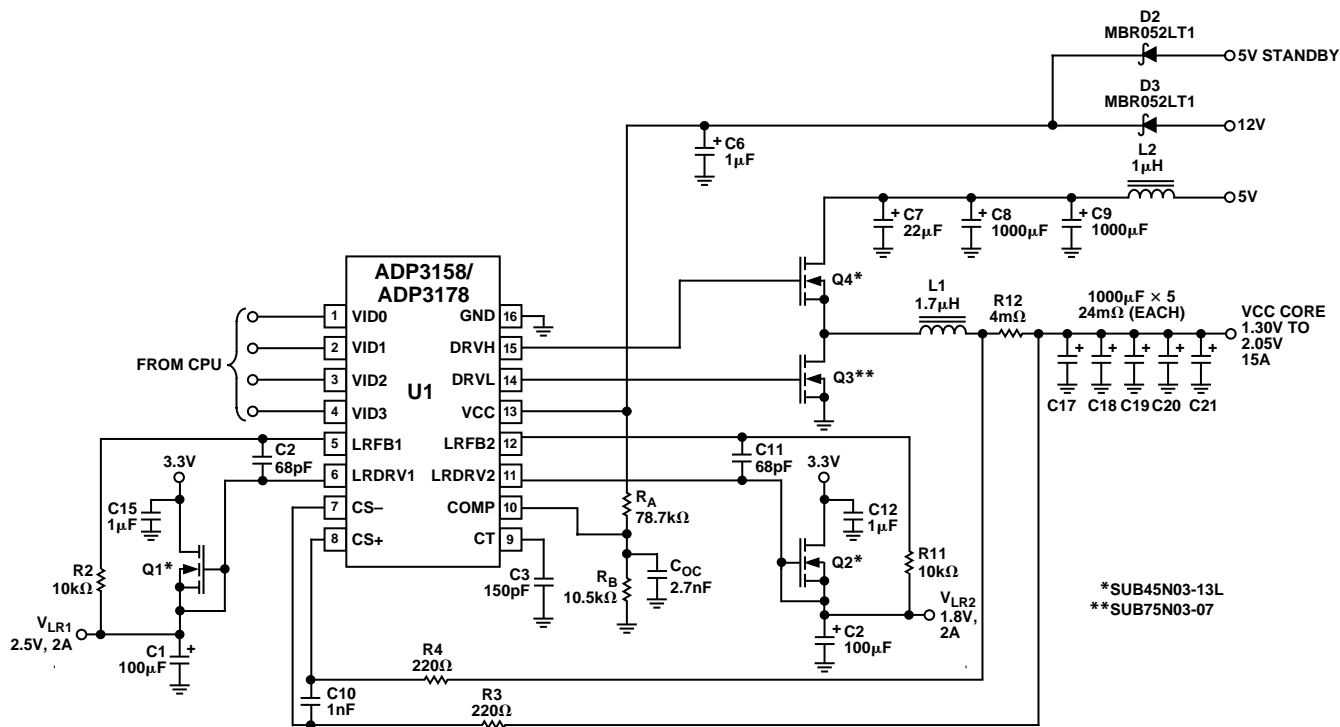 D2
MBR052LT1
5V STANDBY
D3
MBR052LT1
12V
+ C6
1µF
L2
1µH
5V
+ C7
22µF
+ C8
1000µF
+ C9
1000µF
ADP3158/
ADP3178
U1
FROM CPU
1 VID0
2 VID1
3 VID2
4 VID3
5 LRFB1
6 LRDRV1
7 CS–
8 CS+
GND 16
DRVH 15
DRVL 14
VCC 13
LRFB2 12
LRDRV2 11
COMP 10
CT 9
Q4*
Q3**
L1
1.7µH
R12
4mΩ
1000µF × 5
24mΩ (EACH)
VCC CORE
1.30V TO
2.05V
15A
+ + + + +
C17 C18 C19 C20 C21
C2
68pF
3.3V
C15
1µF
Q1*
R2
10kΩ
VLR1
2.5V, 2A
C1
100µF
+
C11
68pF
3.3V
C12
1µF
Q2*
R11
10kΩ
VLR2
1.8V,
2A
+ C2
100µF
RA
78.7kΩ
RB
10.5kΩ
COC
2.7nF
C3
150pF
R4
220Ω
C10
1nF
R3
220Ω
*SUB45N03-13L
**SUB75N03-07